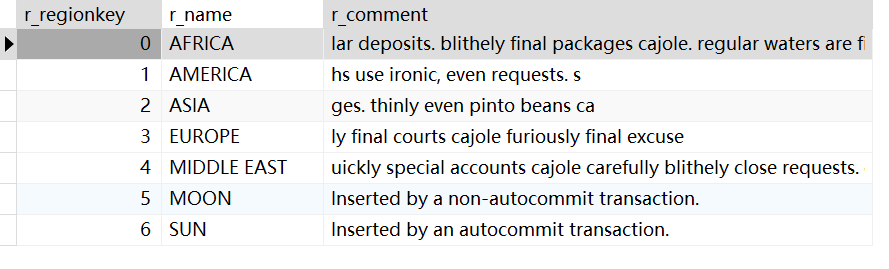 r_regionkey r_name r_comment
0 AFRICA lar deposits. blithely final packages cajole. regular waters are
1 AMERICA hs use ironic, even requests. s
2 ASIA ges. thinly even pinto beans ca
3 EUROPE ly final courts cajole furiously final excuse
4 MIDDLE EAST uickly special accounts cajole carefully blithely close requests.
5 MOON Inserted by a non-autocommit transaction.
6 SUN Inserted by an autocommit transaction.